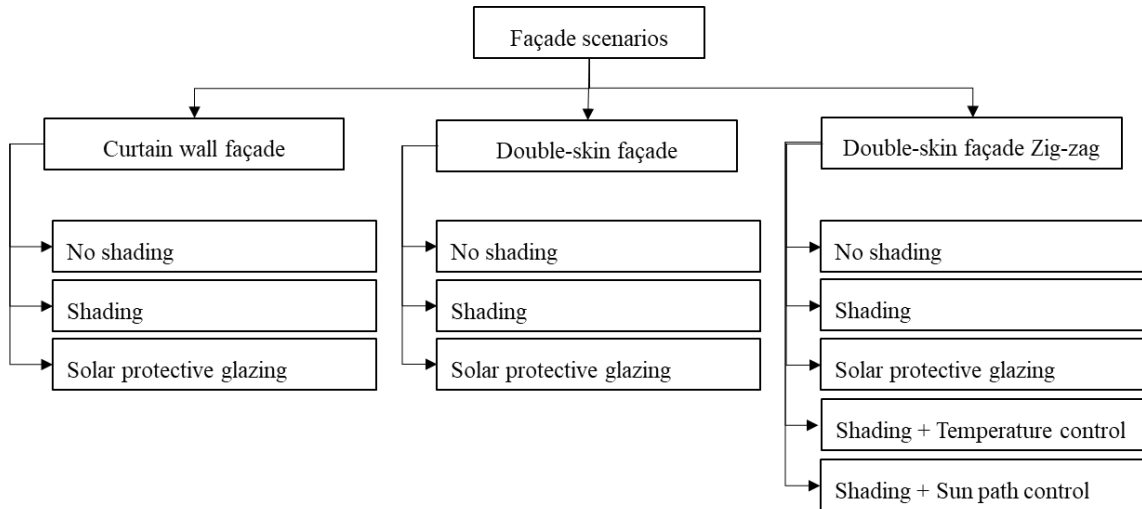 Façade scenarios
Curtain wall façade
Double-skin façade
Double-skin façade Zig-zag
No shading
Shading
Solar protective glazing
No shading
Shading
Solar protective glazing
No shading
Shading
Solar protective glazing
Shading + Temperature control
Shading + Sun path control